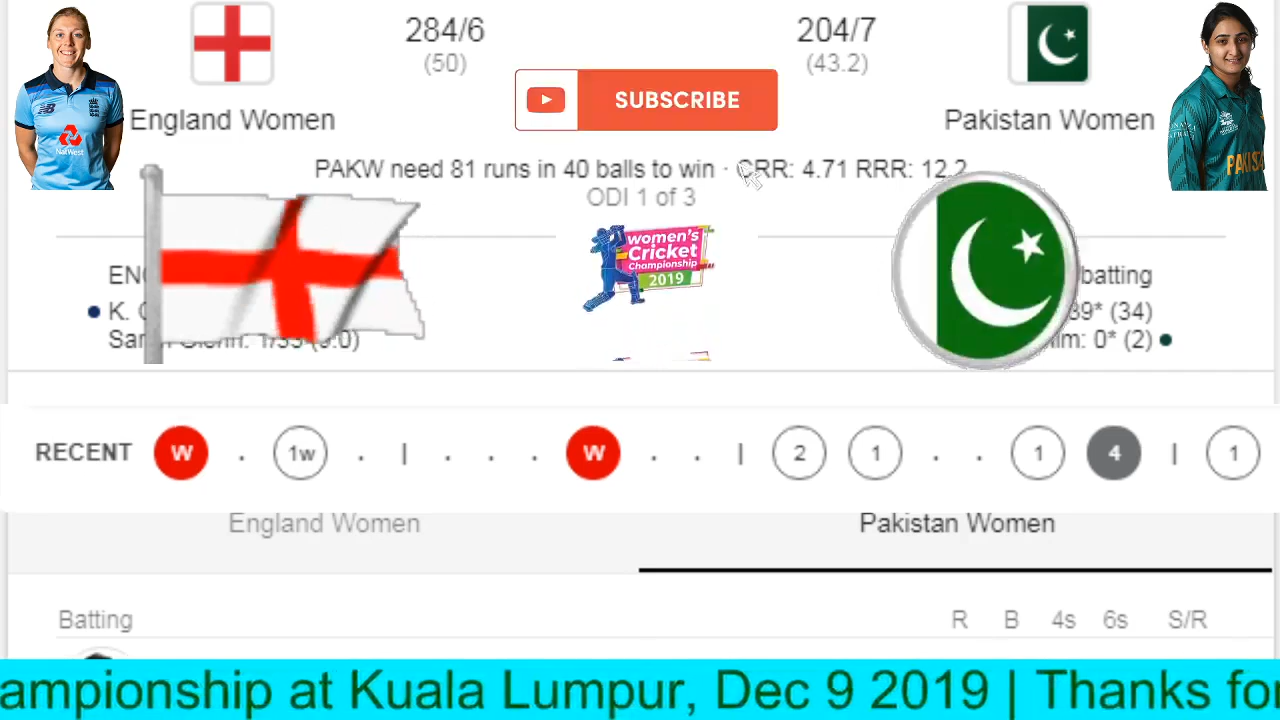 284/6
(50)
England Women
204/7
(43.2)
Pakistan Women
SUBSCRIBE
NatWest
PAKIS
PAKW need 81 runs in 40 balls to win · CRR: 4.71 RRR: 12.2
ODI 1 of 3
women's
Cricket
Championship
2019
batting
K.
39* (34)
0* (2)
RECENT W . 1w . | . . . W . . | 2 1 . . 1 4 | 1
England Women Pakistan Women
Batting R B 4s 6s S/R
ampionship at Kuala Lumpur, Dec 9 2019 | Thanks for